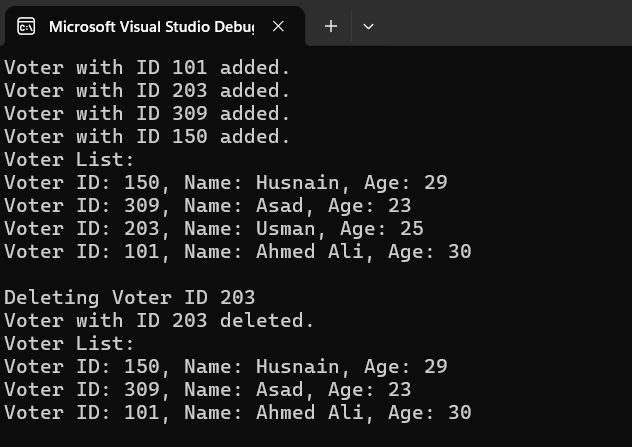 Microsoft Visual Studio Debug
Voter with ID 101 added.
Voter with ID 203 added.
Voter with ID 309 added.
Voter with ID 150 added.
Voter List:
Voter ID: 150, Name: Husnain, Age: 29
Voter ID: 309, Name: Asad, Age: 23
Voter ID: 203, Name: Usman, Age: 25
Voter ID: 101, Name: Ahmed Ali, Age: 30
Deleting Voter ID 203
Voter with ID 203 deleted.
Voter List:
Voter ID: 150, Name: Husnain, Age: 29
Voter ID: 309, Name: Asad, Age: 23
Voter ID: 101, Name: Ahmed Ali, Age: 30